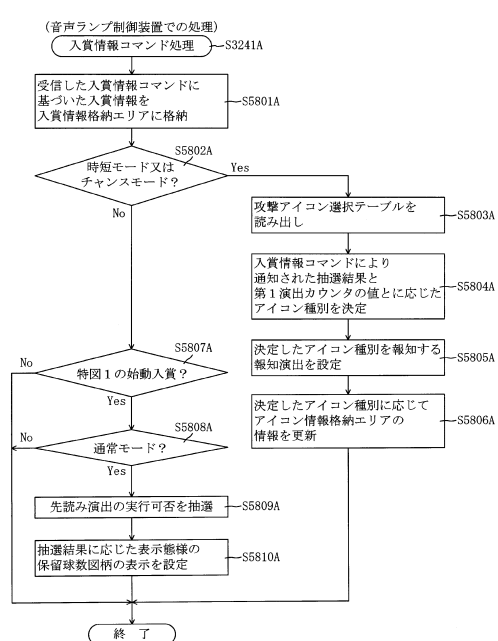 (音声ランプ制御装置での処理)
入賞情報コマンド処理
S3241A
受信した入賞情報コマンドに
基づいた入賞情報を
入賞情報格納エリアに格納
S5801A
S5802A
時短モード又は
チャンスモード?
Yes
No
攻撃アイコン選択テーブルを
読み出し
S5803A
入賞情報コマンドにより
通知された抽選結果と
第1演出カウンタの値とに応じた
アイコン種別を決定
S5804A
決定したアイコン種別を報知する
報知演出を設定
S5805A
決定したアイコン種別に応じて
アイコン情報格納エリアの
情報を更新
S5806A
S5807A
No
特図1の始動入賞?
Yes
S5808A
No
通常モード?
Yes
先読み演出の実行可否を抽選
S5809A
抽選結果に応じた表示態様の
保留球数図柄の表示を設定
S5810A
終了